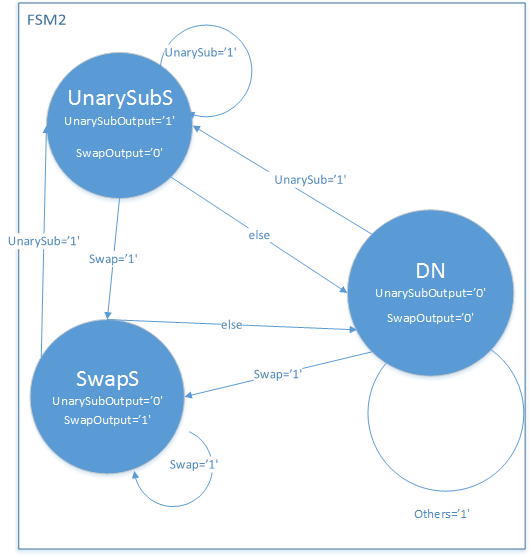 FSM2
UnarySub='1'
UnarySubS
UnarySubOutput='1'
SwapOutput='0'
UnarySub='1'
else
UnarySub='1'
Swap='1'
DN
UnarySubOutput='0'
SwapOutput='0'
else
SwapS
UnarySubOutput='0'
SwapOutput='1'
Swap='1'
Swap='1'
Others='1'